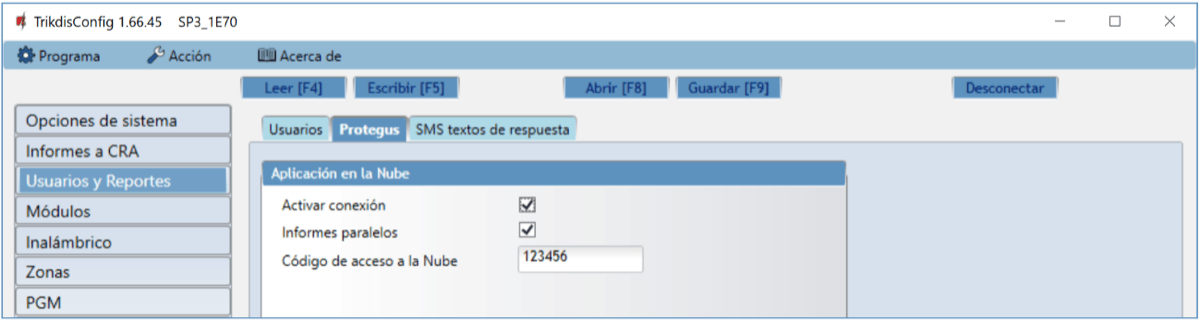 TrikdisConfig 1.66.45 SP3_1E70
Programa Acción Acerca de
Leer [F4] Escribir [F5] Abrir [F8] Guardar [F9] Desconectar
Opciones de sistema
Informes a CRA
Usuarios y Reportes
Módulos
Inalámbrico
Zonas
PGM
Usuarios Protegus SMS textos de respuesta
Aplicación en la Nube
Activar conexión
Informes paralelos
Código de acceso a la Nube 123456